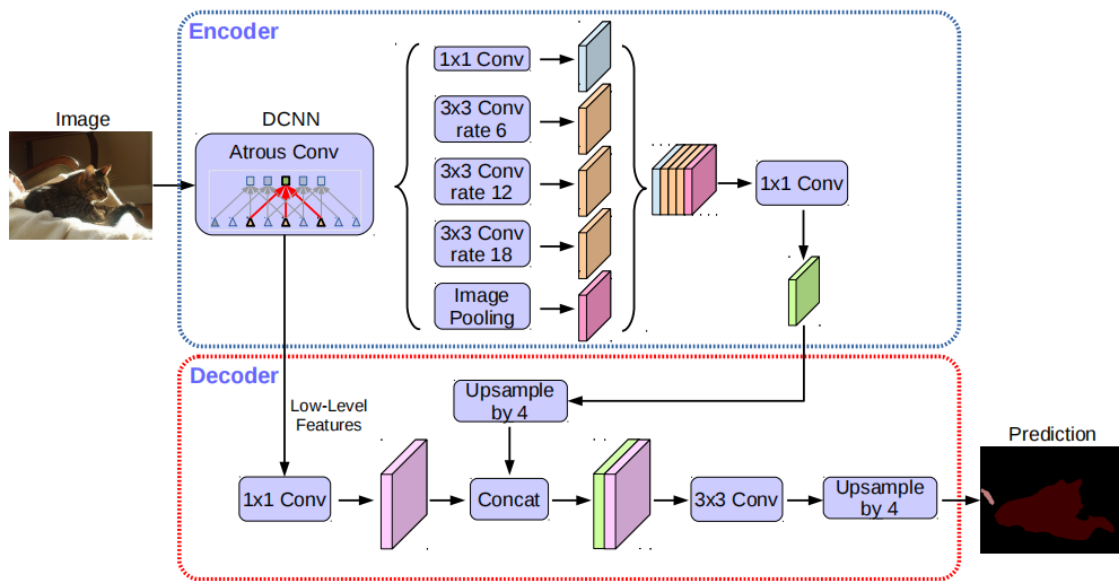 Encoder
Image
DCNN
Atrous Conv
1x1 Conv
3x3 Conv
rate 6
3x3 Conv
rate 12
3x3 Conv
rate 18
Image
Pooling
1x1 Conv
Decoder
Low-Level
Features
Upsample
by 4
1x1 Conv
Concat
3x3 Conv
Upsample
by 4
Prediction